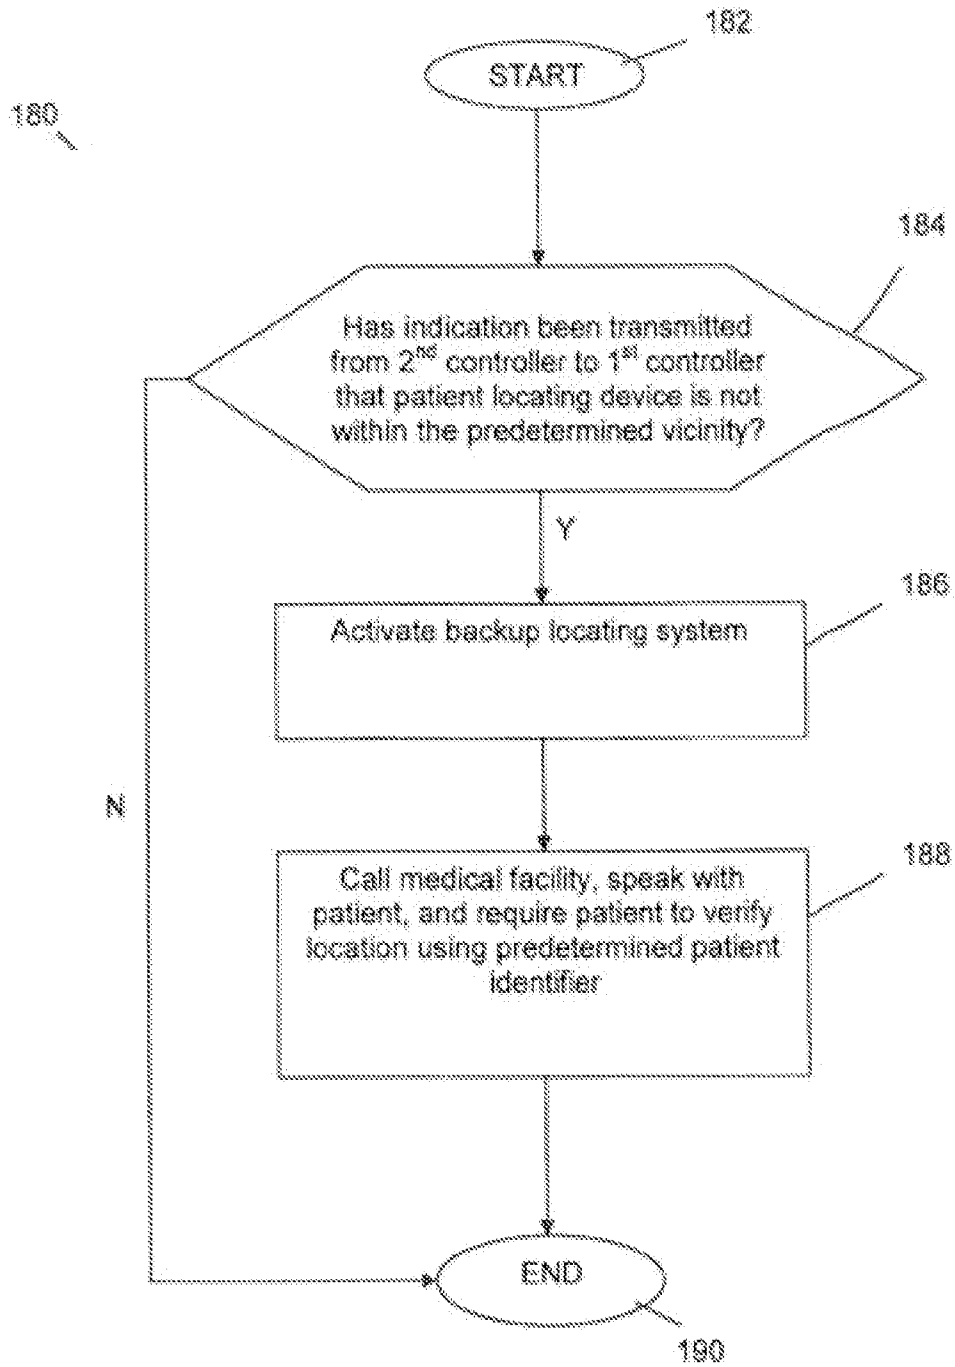 182
START
180
184
Has indication been transmitted
from 2nd controller to 1st controller
that patient locating device is not
within the predetermined vicinity?
Y
186
Activate backup locating system
N
188
Call medical facility, speak with
patient, and require patient to verify
location using predetermined patient
identifier
END
190